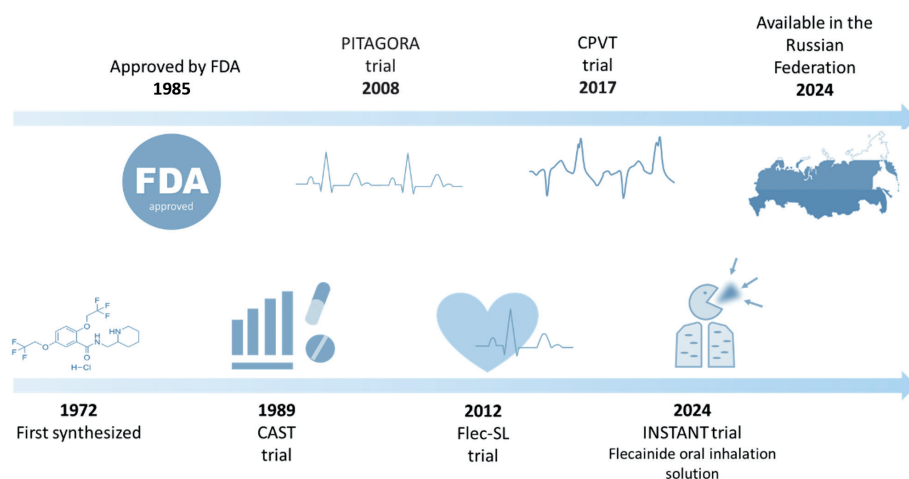 Approved by FDA
1985
PITAGORA
trial
2008
CPVT
trial
2017
Available in the
Russian
Federation
2024
FDA
approved
F
F
F
O
HN
F
F
F
O
N
H
O
H-Cl
1972
First synthesized
1989
CAST
trial
2012
Flec-SL
trial
2024
INSTANT trial
Flecainide oral inhalation
solution